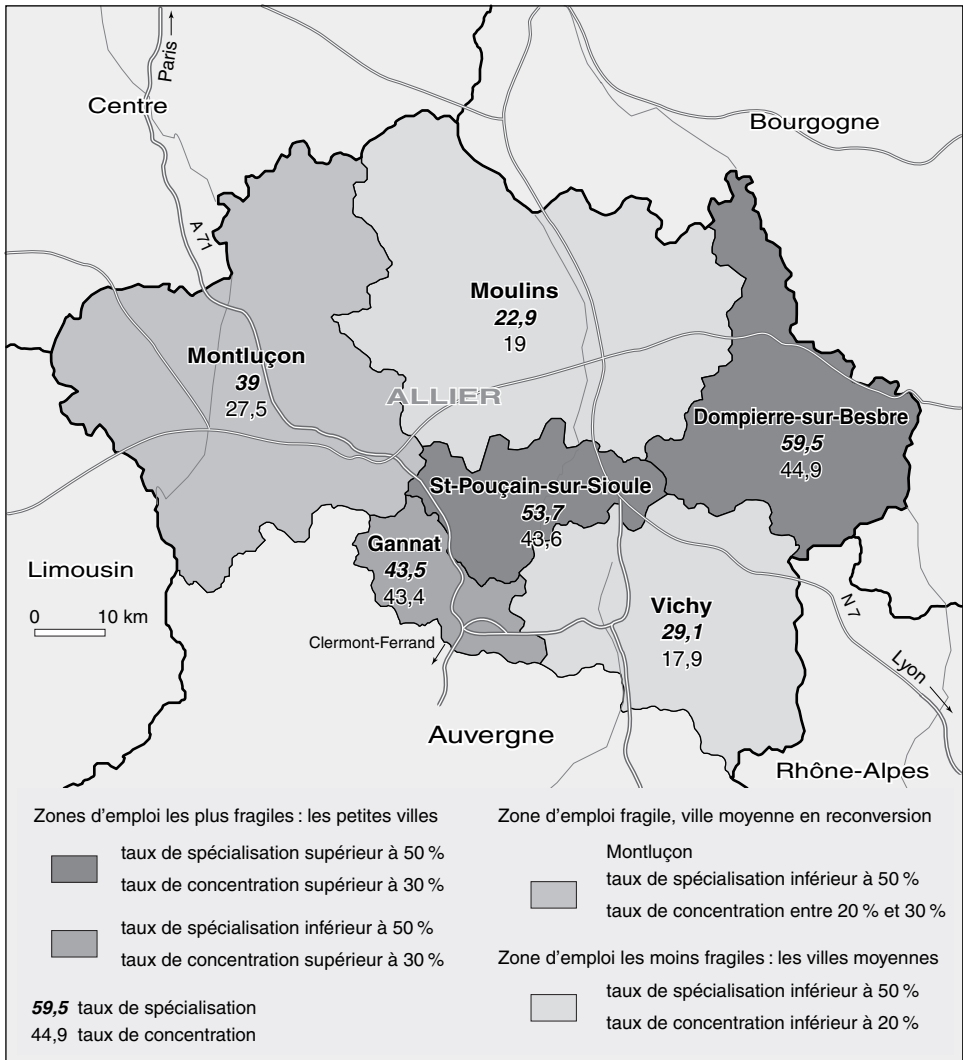 Paris
Centre
Bourgogne
A 71
Moulins
22,9
19
Montluçon
39
27,5
ALLIER
Dompierre-sur-Besbre
59,5
44,9
St-Pouçain-sur-Sioule
53,7
43,6
Gannat
43,5
43,4
Limousin
0 10 km
Vichy
29,1
17,9
N 7
Clermont-Ferrand
Lyon
Auvergne
Rhône-Alpes
Zones d'emploi les plus fragiles : les petites villes
taux de spécialisation supérieur à 50 %
taux de concentration supérieur à 30 %
taux de spécialisation inférieur à 50 %
taux de concentration supérieur à 30 %
59,5 taux de spécialisation
44,9 taux de concentration
Zone d'emploi fragile, ville moyenne en reconversion
Montluçon
taux de spécialisation inférieur à 50 %
taux de concentration entre 20 % et 30 %
Zone d'emploi les moins fragiles : les villes moyennes
taux de spécialisation inférieur à 50 %
taux de concentration inférieur à 20 %